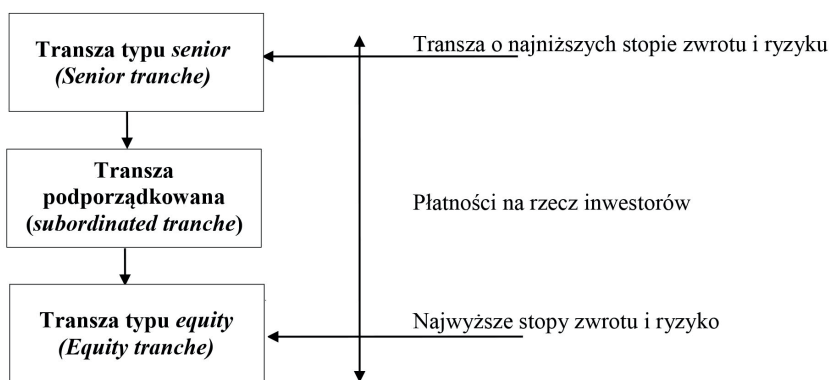 Transza typu senior
(Senior tranche)
Transza o najniższych stopie zwrotu i ryzyku
Transza
podporządkowana
(subordinated tranche)
Płatności na rzecz inwestorów
Transza typu equity
(Equity tranche)
Najwyższe stopy zwrotu i ryzyko